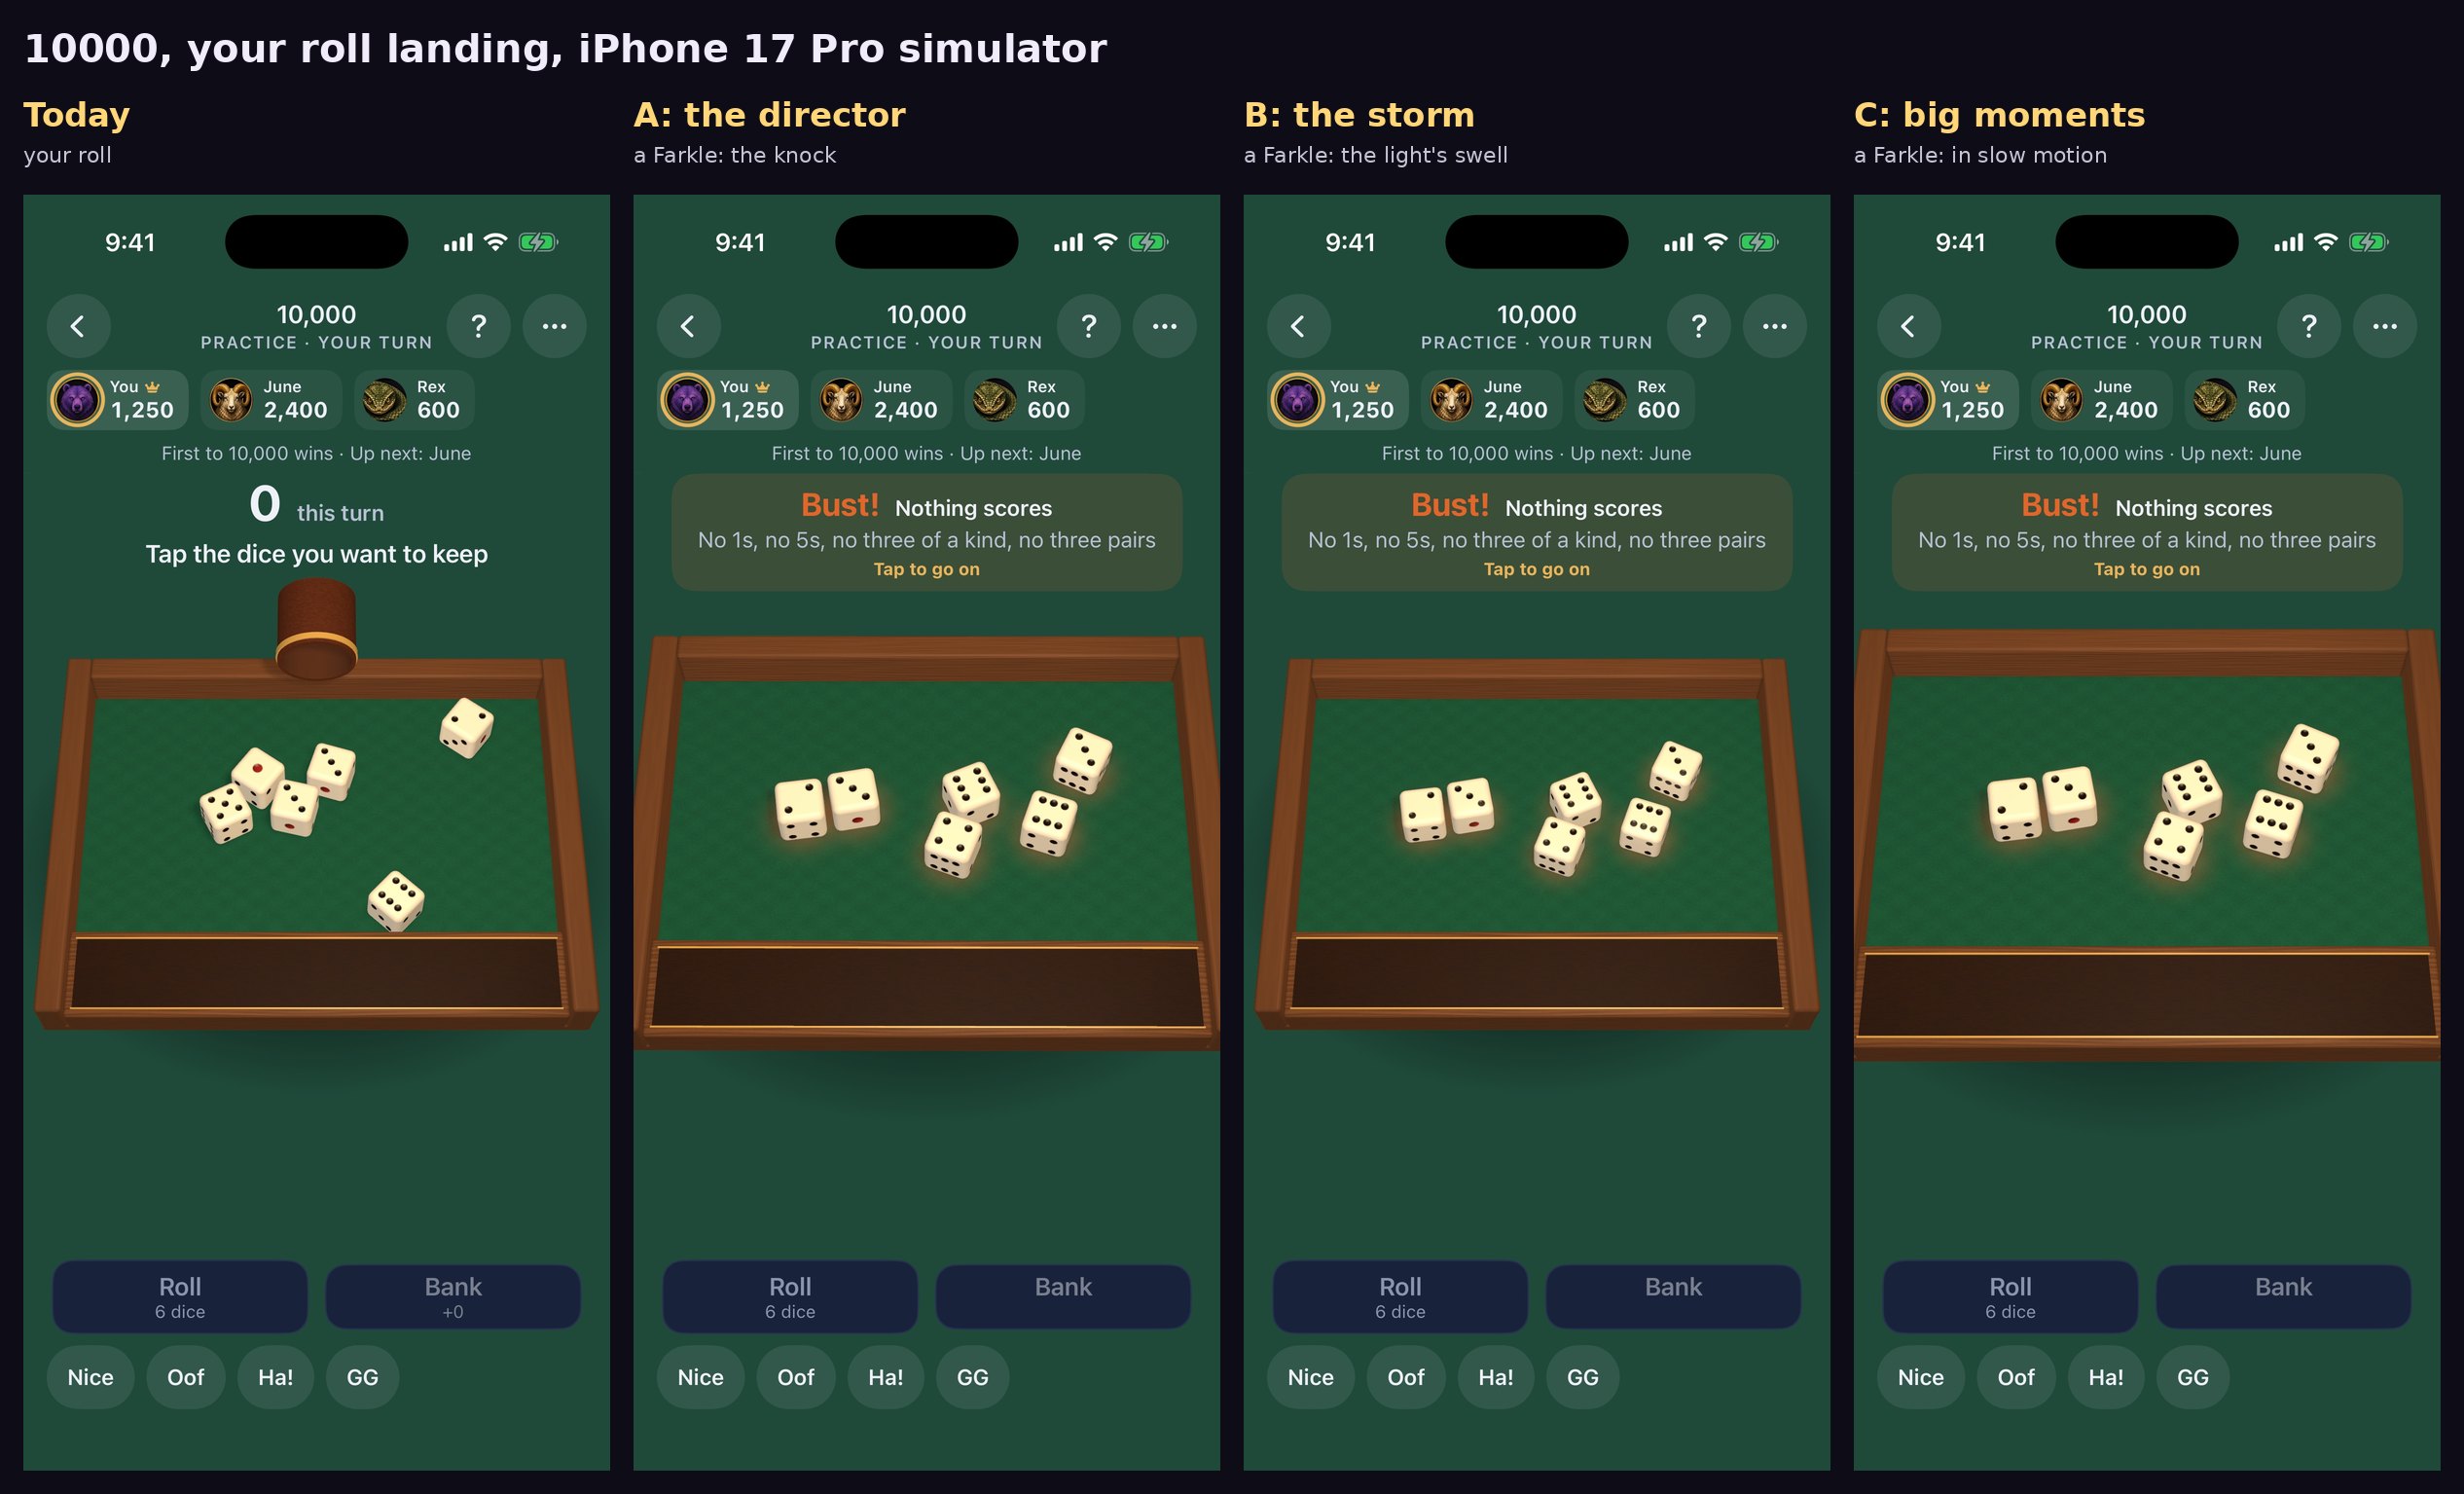 10000, your roll landing, iPhone 17 Pro simulator
Today
your roll
9:41
10,000
PRACTICE · YOUR TURN
?
You
1,250
June
2,400
Rex
600
First to 10,000 wins · Up next: June
0 this turn
Tap the dice you want to keep
Roll
6 dice
Bank
+0
Nice
Oof
Ha!
GG
A: the director
a Farkle: the knock
9:41
10,000
PRACTICE · YOUR TURN
?
You
1,250
June
2,400
Rex
600
First to 10,000 wins · Up next: June
Bust! Nothing scores
No 1s, no 5s, no three of a kind, no three pairs
Tap to go on
Roll
6 dice
Bank
Nice
Oof
Ha!
GG
B: the storm
a Farkle: the light's swell
9:41
10,000
PRACTICE · YOUR TURN
?
You
1,250
June
2,400
Rex
600
First to 10,000 wins · Up next: June
Bust! Nothing scores
No 1s, no 5s, no three of a kind, no three pairs
Tap to go on
Roll
6 dice
Bank
Nice
Oof
Ha!
GG
C: big moments
a Farkle: in slow motion
9:41
10,000
PRACTICE · YOUR TURN
?
You
1,250
June
2,400
Rex
600
First to 10,000 wins · Up next: June
Bust! Nothing scores
No 1s, no 5s, no three of a kind, no three pairs
Tap to go on
Roll
6 dice
Bank
Nice
Oof
Ha!
GG